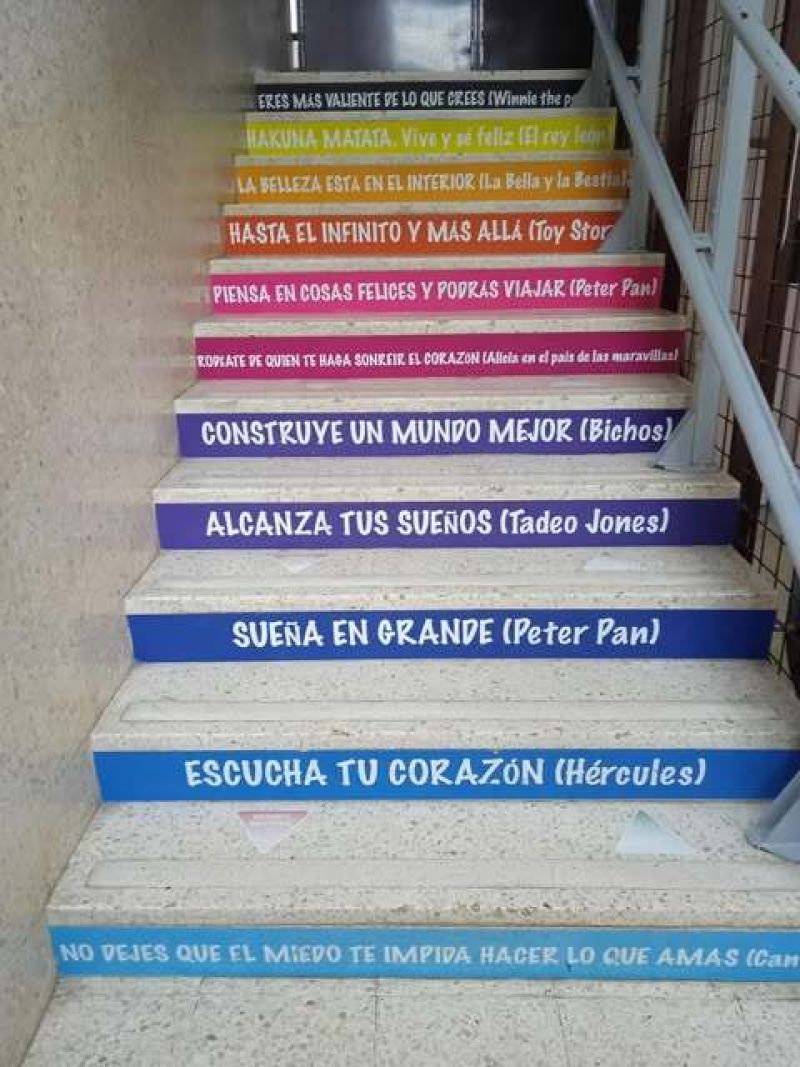 ERES MÁS VALIENTE DE LO QUE CREES (Winnie the
HAKUNA MATATA. Vive y sé feliz (El rey león)
LA BELLEZA ESTÁ EN EL INTERIOR (La Bella y la Bestia)
HASTA EL INFINITO Y MÁS ALLÁ (Toy Stor
PIENSA EN COSAS FELICES Y PODRÁS VIAJAR (Peter Pan)
RODÉATE DE QUIEN TE HAGA SONREIR EL CORAZÓN (Alicia en el país de las maravillas)
CONSTRUYE UN MUNDO MEJOR (Bichos)
ALCANZA TUS SUEÑOS (Tadeo Jones)
SUEÑA EN GRANDE (Peter Pan)
ESCUCHA TU CORAZÓN (Hércules)
NO DEJES QUE EL MIEDO TE IMPIDA HACER LO QUE AMAS (Can